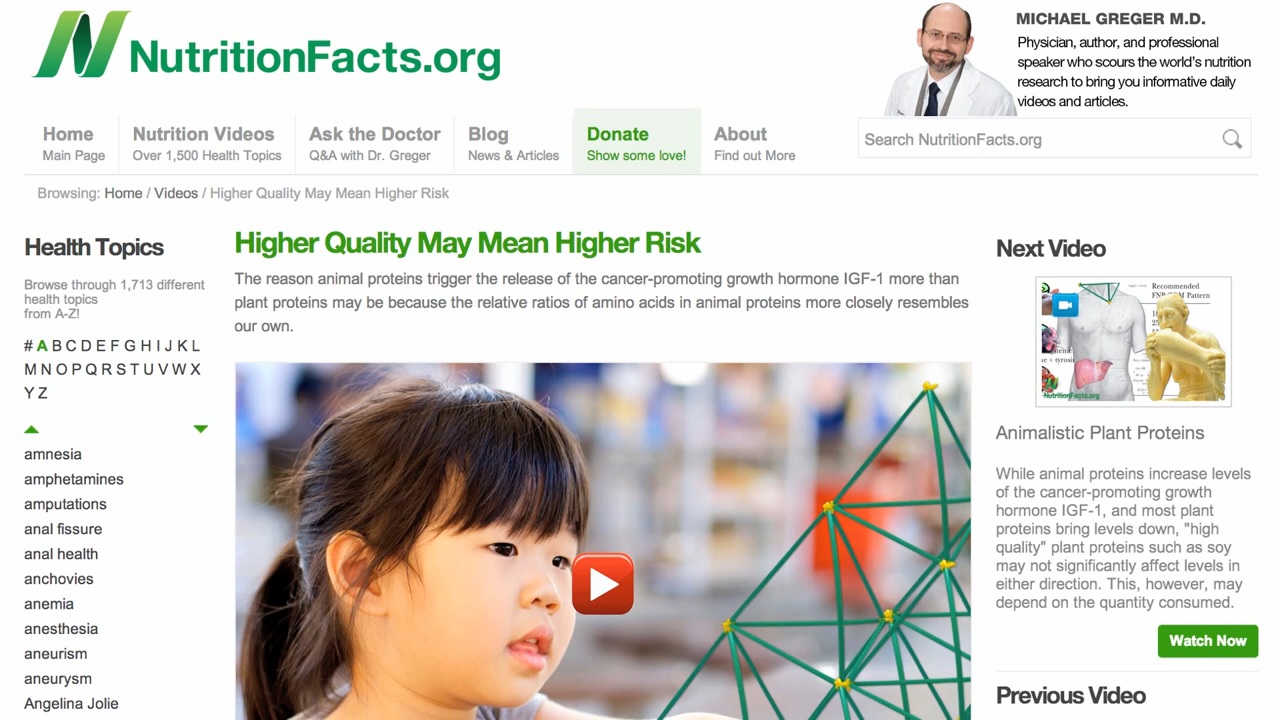 NutritionFacts.org
MICHAEL GREGER M.D.
Physician, author, and professional
speaker who scours the world's nutrition
research to bring you informative daily
videos and articles.
Home
Main Page
Nutrition Videos
Over 1,500 Health Topics
Ask the Doctor
Q&A with Dr. Greger
Blog
News & Articles
Donate
Show some love!
About
Find out More
Search NutritionFacts.org
Browsing: Home / Videos / Higher Quality May Mean Higher Risk
Health Topics
Browse through 1,713 different
health topics
from A-Z!
# A B C D E F G H I J K L
M N O P Q R S T U V W X
Y Z
amnesia
amphetamines
amputations
anal fissure
anal health
anchovies
anemia
anesthesia
aneurism
aneurysm
Angelina Jolie
Higher Quality May Mean Higher Risk
The reason animal proteins trigger the release of the cancer-promoting growth hormone IGF-1 more than
plant proteins may be because the relative ratios of amino acids in animal proteins more closely resembles
our own.
Next Video
Recommended
Pattern
+ tyrosin
NutritionFacts.org
Animalistic Plant Proteins
While animal proteins increase levels
of the cancer-promoting growth
hormone IGF-1, and most plant
proteins bring levels down, "high
quality" plant proteins such as soy
may not significantly affect levels in
either direction. This, however, may
depend on the quantity consumed.
Watch Now
Previous Video